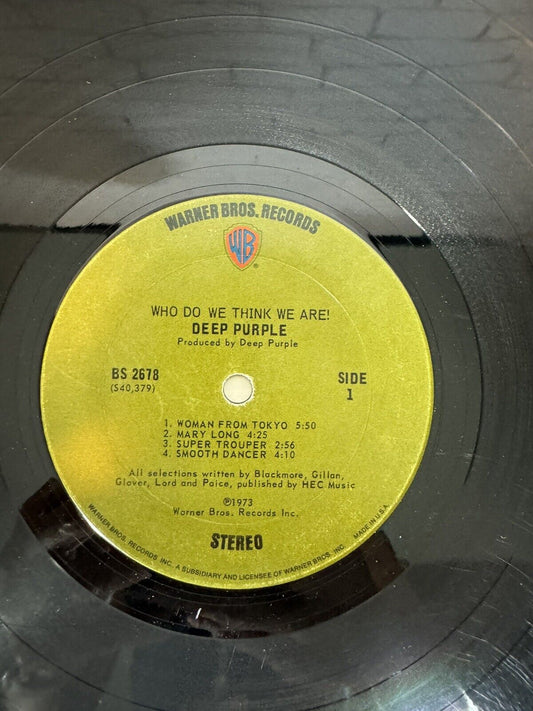 WARNER BROS. RECORDS
WB
®
WHO DO WE THINK WE ARE!
DEEP PURPLE
Produced by Deep Purple
BS 2678
(S40,379)
SIDE
1
1. WOMAN FROM TOKYO 5:50
2. MARY LONG 4:25
3. SUPER TROUPER 2:56
4. SMOOTH DANCER 4:10
All selections written by Blackmore, Gillan,
Glover, Lord and Paice, published by HEC Music
℗1973
Warner Bros. Records Inc.
STEREO
WARNER BROS. RECORDS INC. A SUBSIDIARY AND LICENSEE OF WARNER BROS. INC. MADE IN U.S.A.